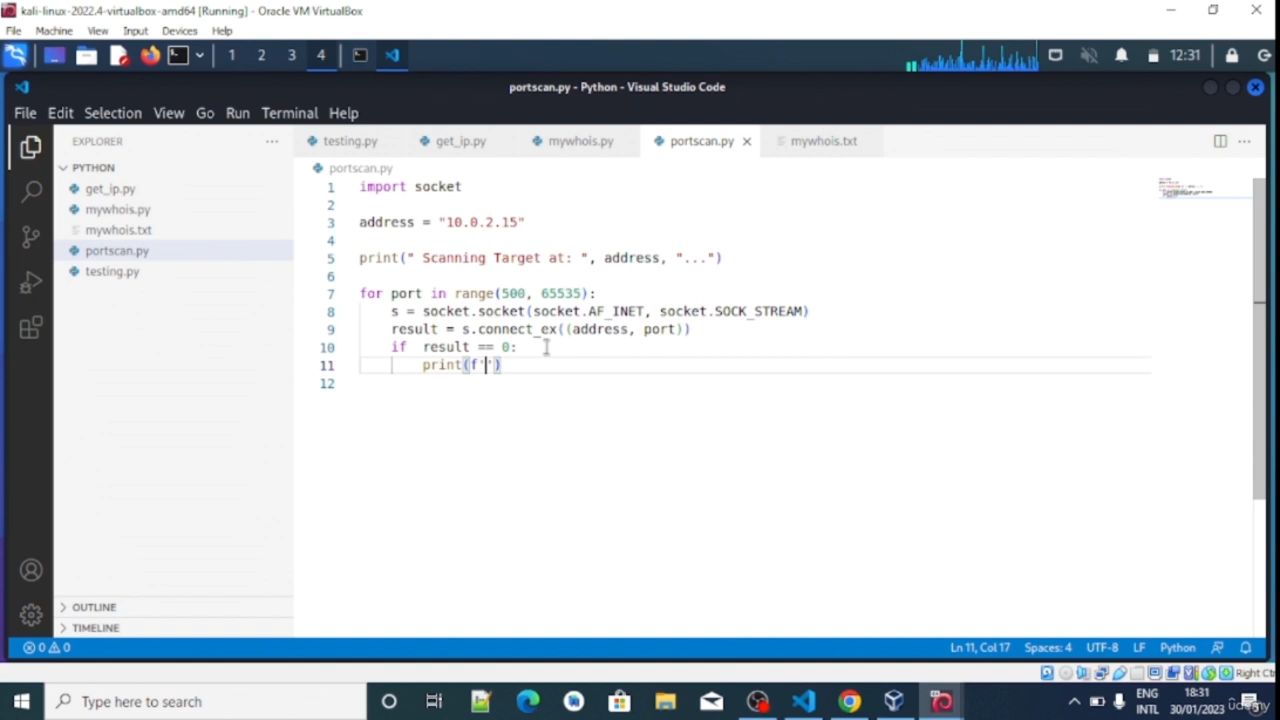 kali-linux-2022.4-virtualbox-amd64 [Running] - Oracle VM VirtualBox
File Machine View Input Devices Help
1 2 3 4 12:31
portscan.py - Python - Visual Studio Code
File Edit Selection View Go Run Terminal Help
EXPLORER ... testing.py get_ip.py mywhois.py portscan.py mywhois.txt ...
PYTHON
get_ip.py
mywhois.py
mywhois.txt
portscan.py
testing.py
portscan.py
1 import socket
2
3 address = "10.0.2.15"
4
5 print(" Scanning Target at: ", address, "...")
6
7 for port in range(500, 65535):
8 s = socket.socket(socket.AF_INET, socket.SOCK_STREAM)
9 result = s.connect_ex((address, port))
10 if result == 0:
11 print(f'')
12
OUTLINE
TIMELINE
0 0 Ln 11, Col 17 Spaces: 4 UTF-8 LF Python
Type here to search
ENG
INTL
18:31
30/01/2023
udemy